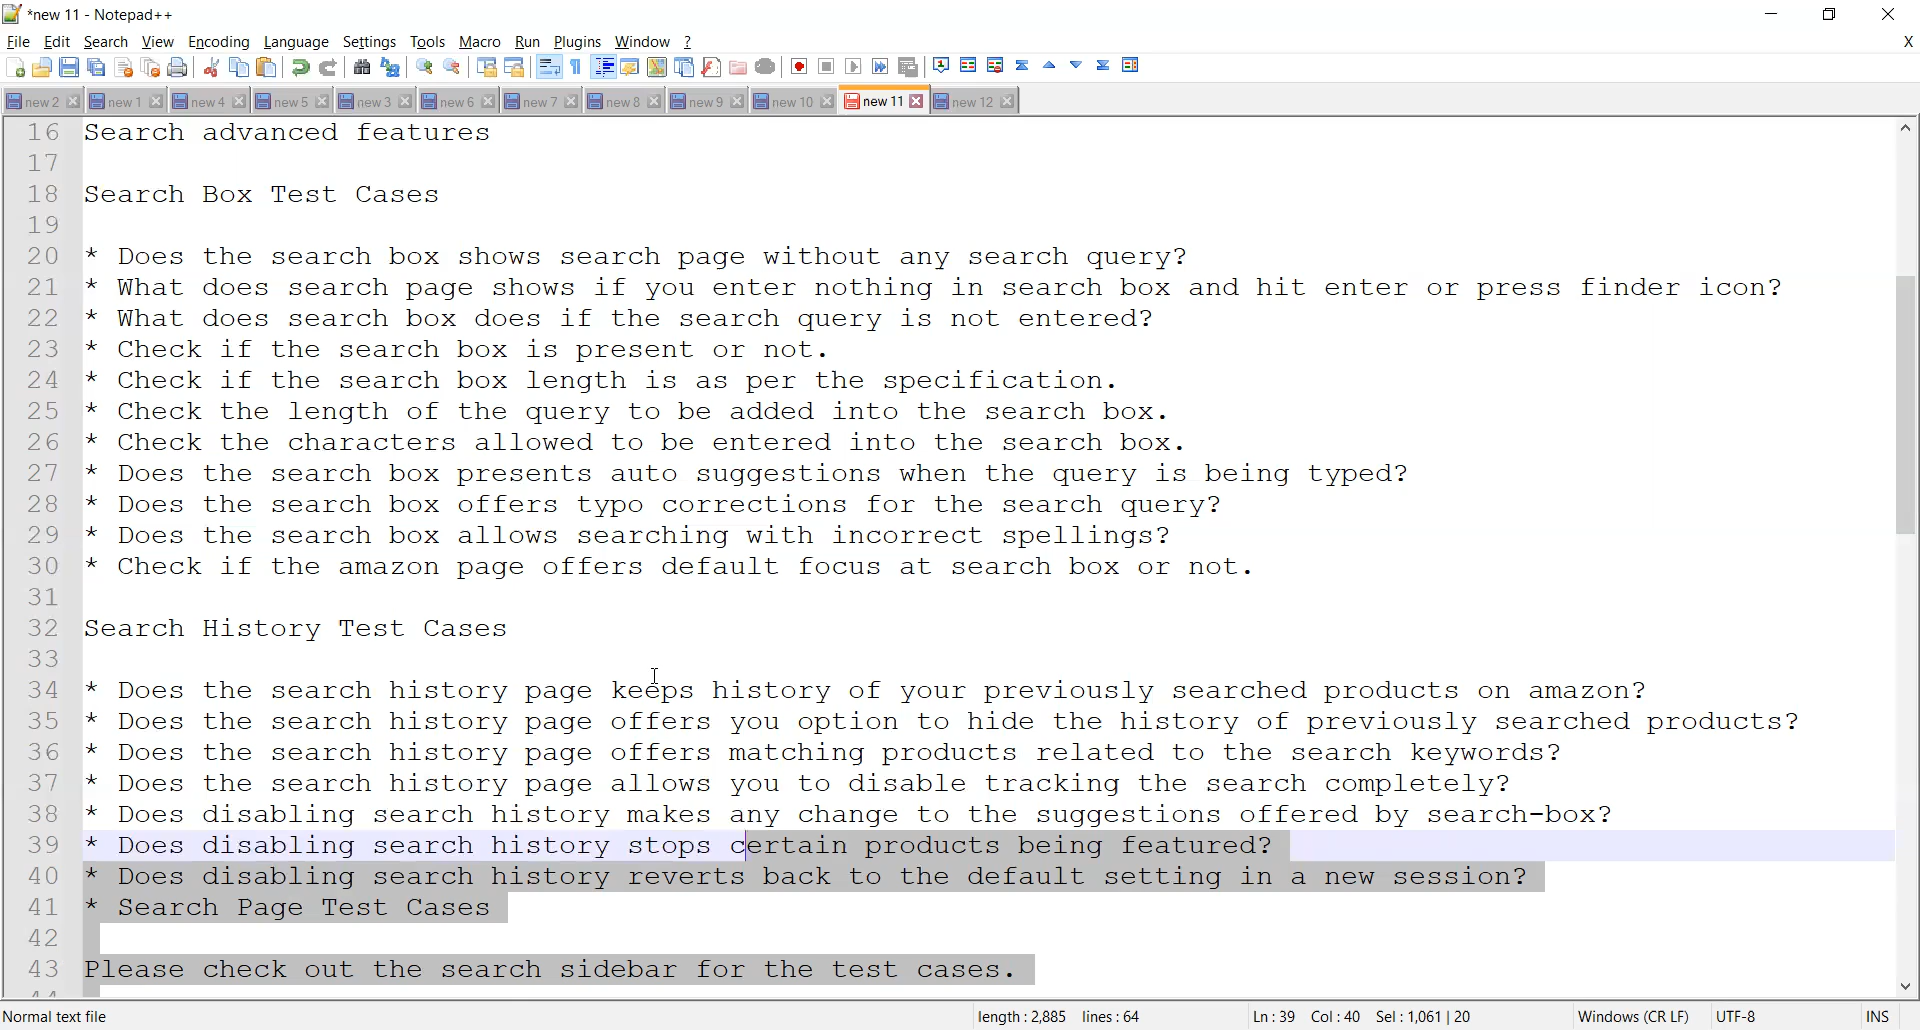 *new 11 - Notepad++
File Edit Search View Encoding Language Settings Tools Macro Run Plugins Window ? X
new 2 new 1 new 4 new 5 new 3 new 6 new 7 new 8 new 9 new 10 new 11 new 12
16 Search advanced features
17
18 Search Box Test Cases
19
20 * Does the search box shows search page without any search query?
21 * What does search page shows if you enter nothing in search box and hit enter or press finder icon?
22 * What does search box does if the search query is not entered?
23 * Check if the search box is present or not.
24 * Check if the search box length is as per the specification.
25 * Check the length of the query to be added into the search box.
26 * Check the characters allowed to be entered into the search box.
27 * Does the search box presents auto suggestions when the query is being typed?
28 * Does the search box offers typo corrections for the search query?
29 * Does the search box allows searching with incorrect spellings?
30 * Check if the amazon page offers default focus at search box or not.
31
32 Search History Test Cases
33
34 * Does the search history page keeps history of your previously searched products on amazon?
35 * Does the search history page offers you option to hide the history of previously searched products?
36 * Does the search history page offers matching products related to the search keywords?
37 * Does the search history page allows you to disable tracking the search completely?
38 * Does disabling search history makes any change to the suggestions offered by search-box?
39 * Does disabling search history stops certain products being featured?
40 * Does disabling search history reverts back to the default setting in a new session?
41 * Search Page Test Cases
42
43 Please check out the search sidebar for the test cases.
44
Normal text file length : 2,885 lines : 64 Ln : 39 Col : 40 Sel : 1,061 | 20 Windows (CR LF) UTF-8 INS